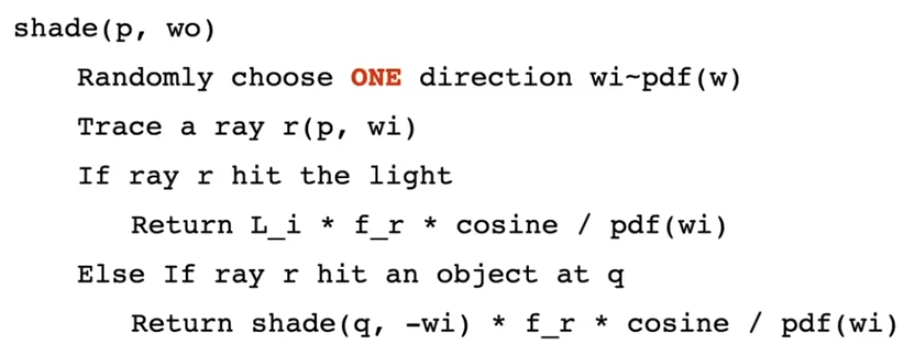 shade(p, wo)
Randomly choose ONE direction wi~pdf(w)
Trace a ray r(p, wi)
If ray r hit the light
Return L_i * f_r * cosine / pdf(wi)
Else If ray r hit an object at q
Return shade(q, -wi) * f_r * cosine / pdf(wi)